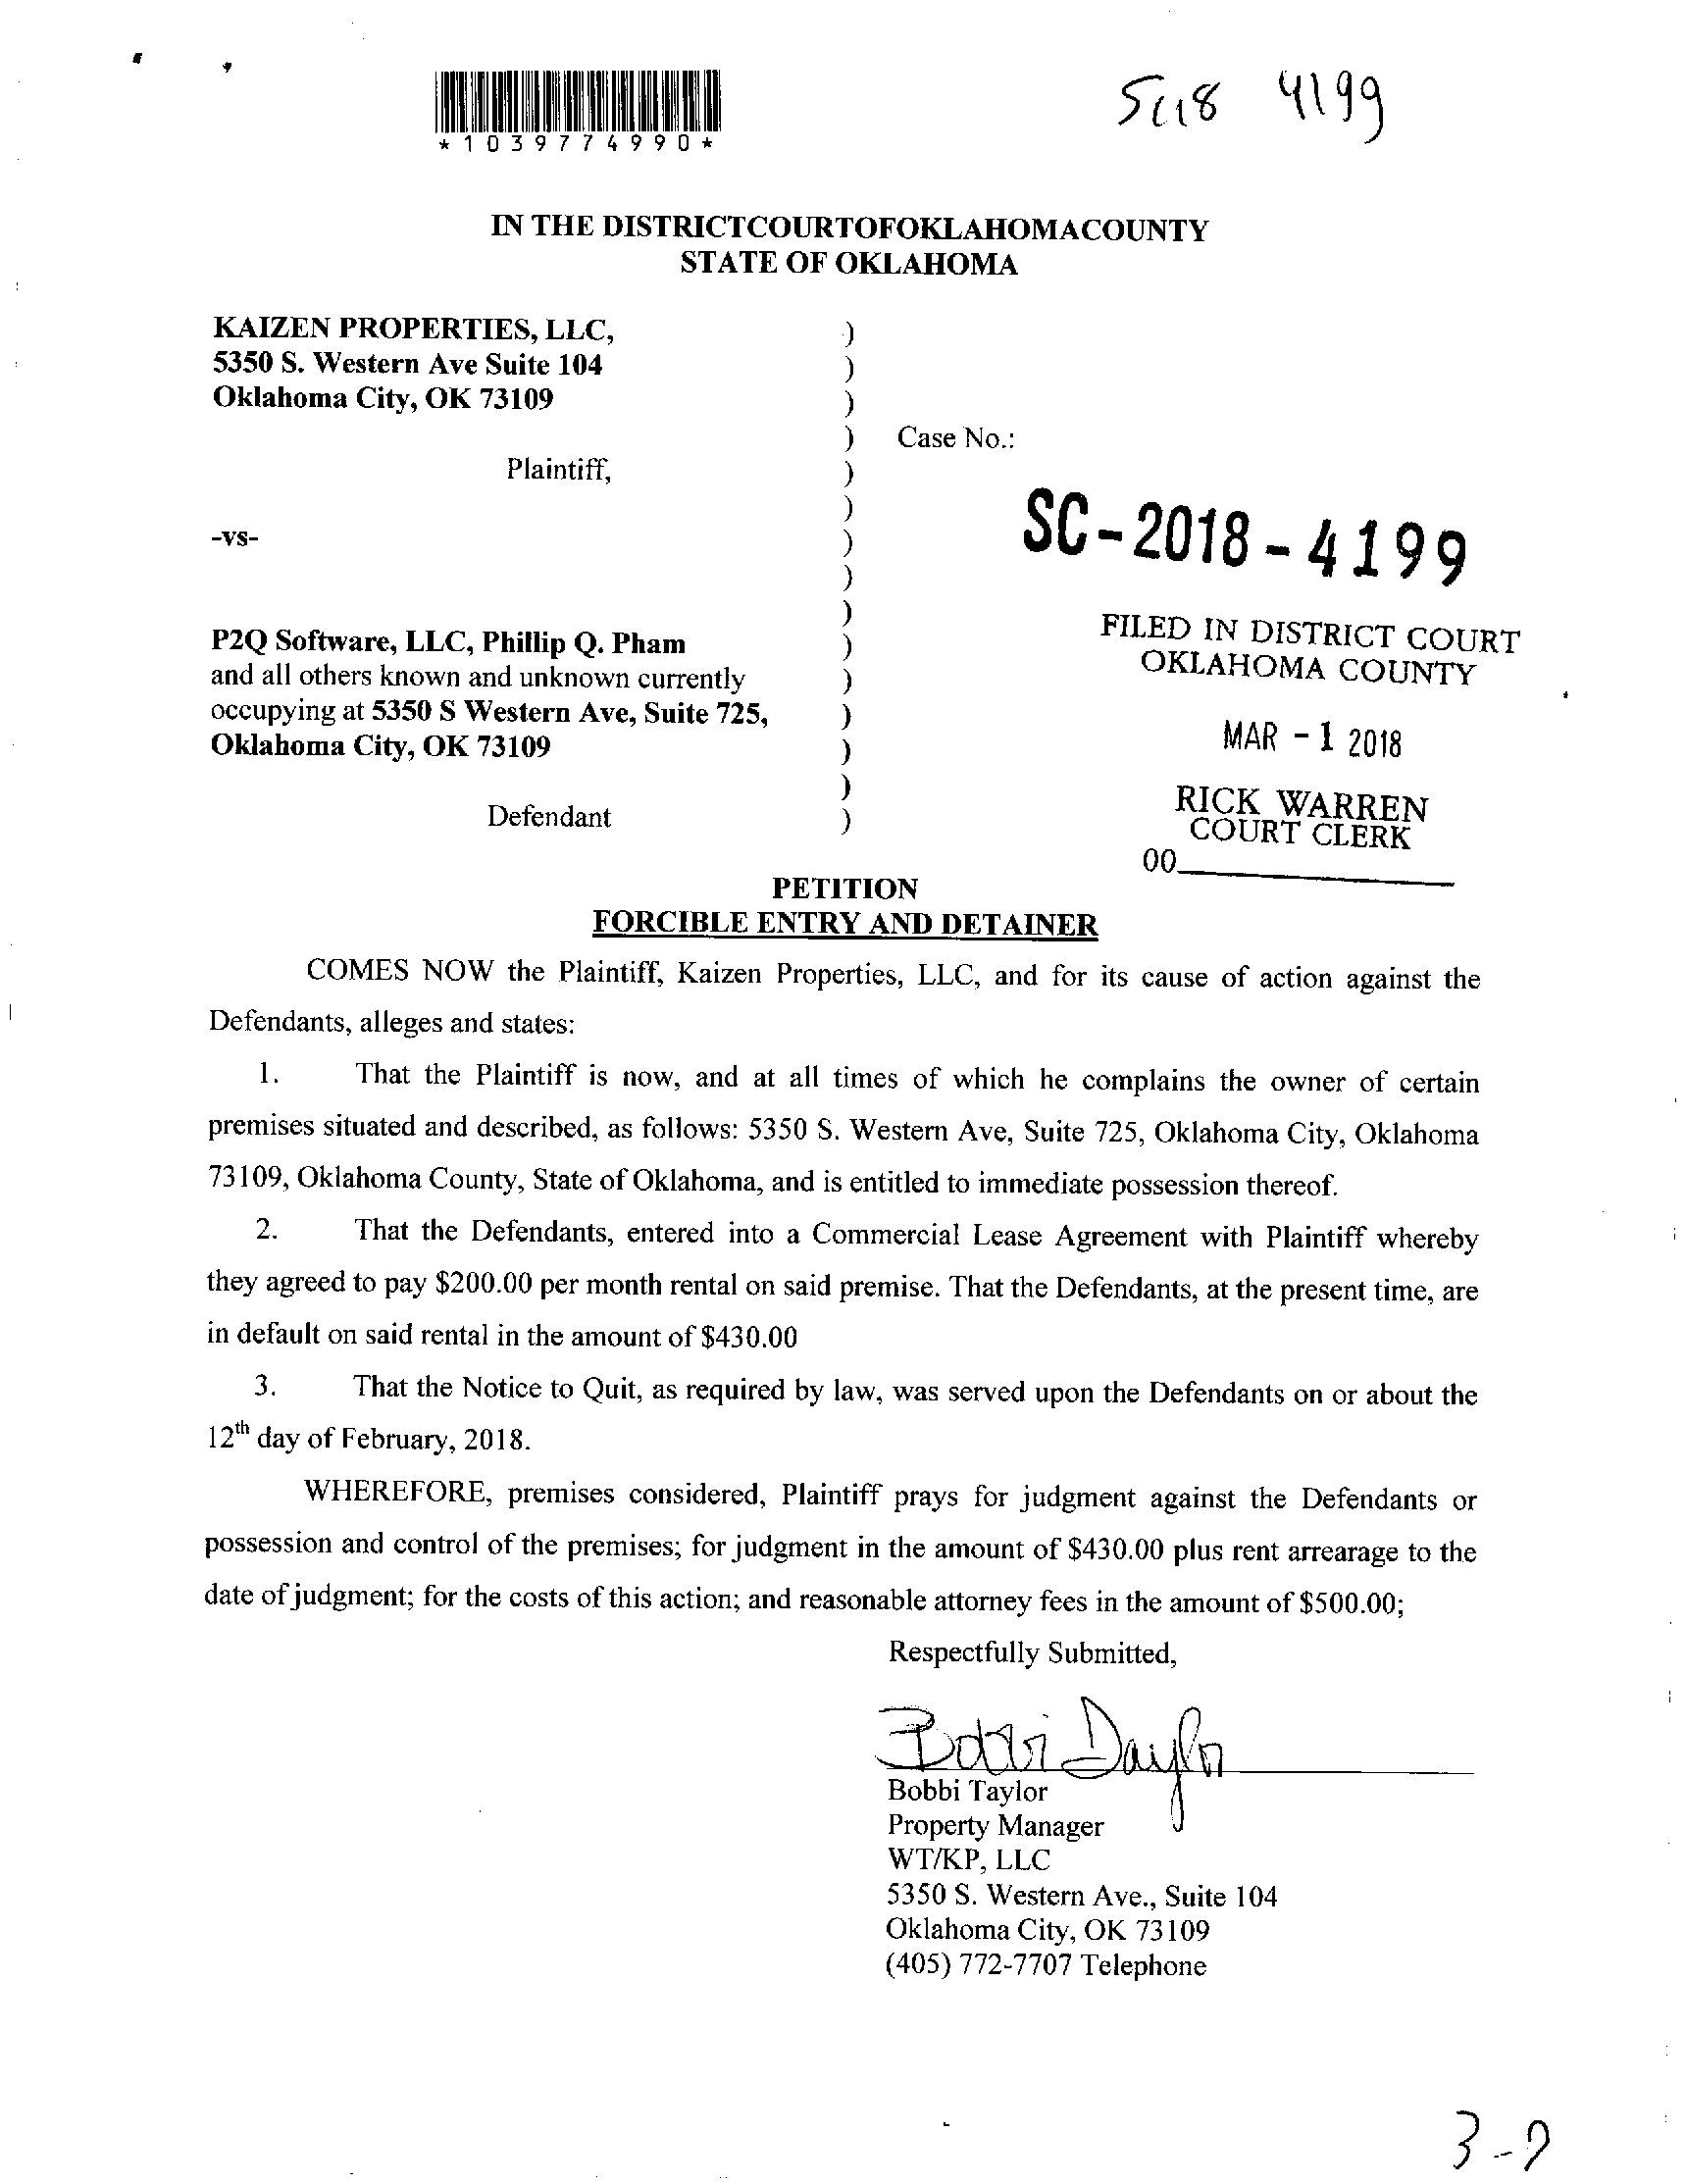 SC18 4199
*1039774990*
IN THE DISTRICTCOURTOFOKLAHOMACOUNTY
STATE OF OKLAHOMA
KAIZEN PROPERTIES, LLC, )
5350 S. Western Ave Suite 104 )
Oklahoma City, OK 73109 )
) Case No.:
Plaintiff, )
)
-vs- )
SC-2018-4199
)
)
FILED IN DISTRICT COURT
OKLAHOMA COUNTY
P2Q Software, LLC, Phillip Q. Pham )
and all others known and unknown currently )
occupying at 5350 S Western Ave, Suite 725, )
Oklahoma City, OK 73109 )
)
Defendant )
MAR - 1 2018
RICK WARREN
COURT CLERK
00
PETITION
FORCIBLE ENTRY AND DETAINER
COMES NOW the Plaintiff, Kaizen Properties, LLC, and for its cause of action against the
Defendants, alleges and states:
1. That the Plaintiff is now, and at all times of which he complains the owner of certain
premises situated and described, as follows: 5350 S. Western Ave, Suite 725, Oklahoma City, Oklahoma
73109, Oklahoma County, State of Oklahoma, and is entitled to immediate possession thereof.
2. That the Defendants, entered into a Commercial Lease Agreement with Plaintiff whereby
they agreed to pay $200.00 per month rental on said premise. That the Defendants, at the present time, are
in default on said rental in the amount of $430.00
3. That the Notice to Quit, as required by law, was served upon the Defendants on or about the
12th day of February, 2018.
WHEREFORE, premises considered, Plaintiff prays for judgment against the Defendants or
possession and control of the premises; for judgment in the amount of $430.00 plus rent arrearage to the
date of judgment; for the costs of this action; and reasonable attorney fees in the amount of $500.00;
Respectfully Submitted,
Bobbi Taylor
Bobbi Taylor
Property Manager
WT/KP, LLC
5350 S. Western Ave., Suite 104
Oklahoma City, OK 73109
(405) 772-7707 Telephone